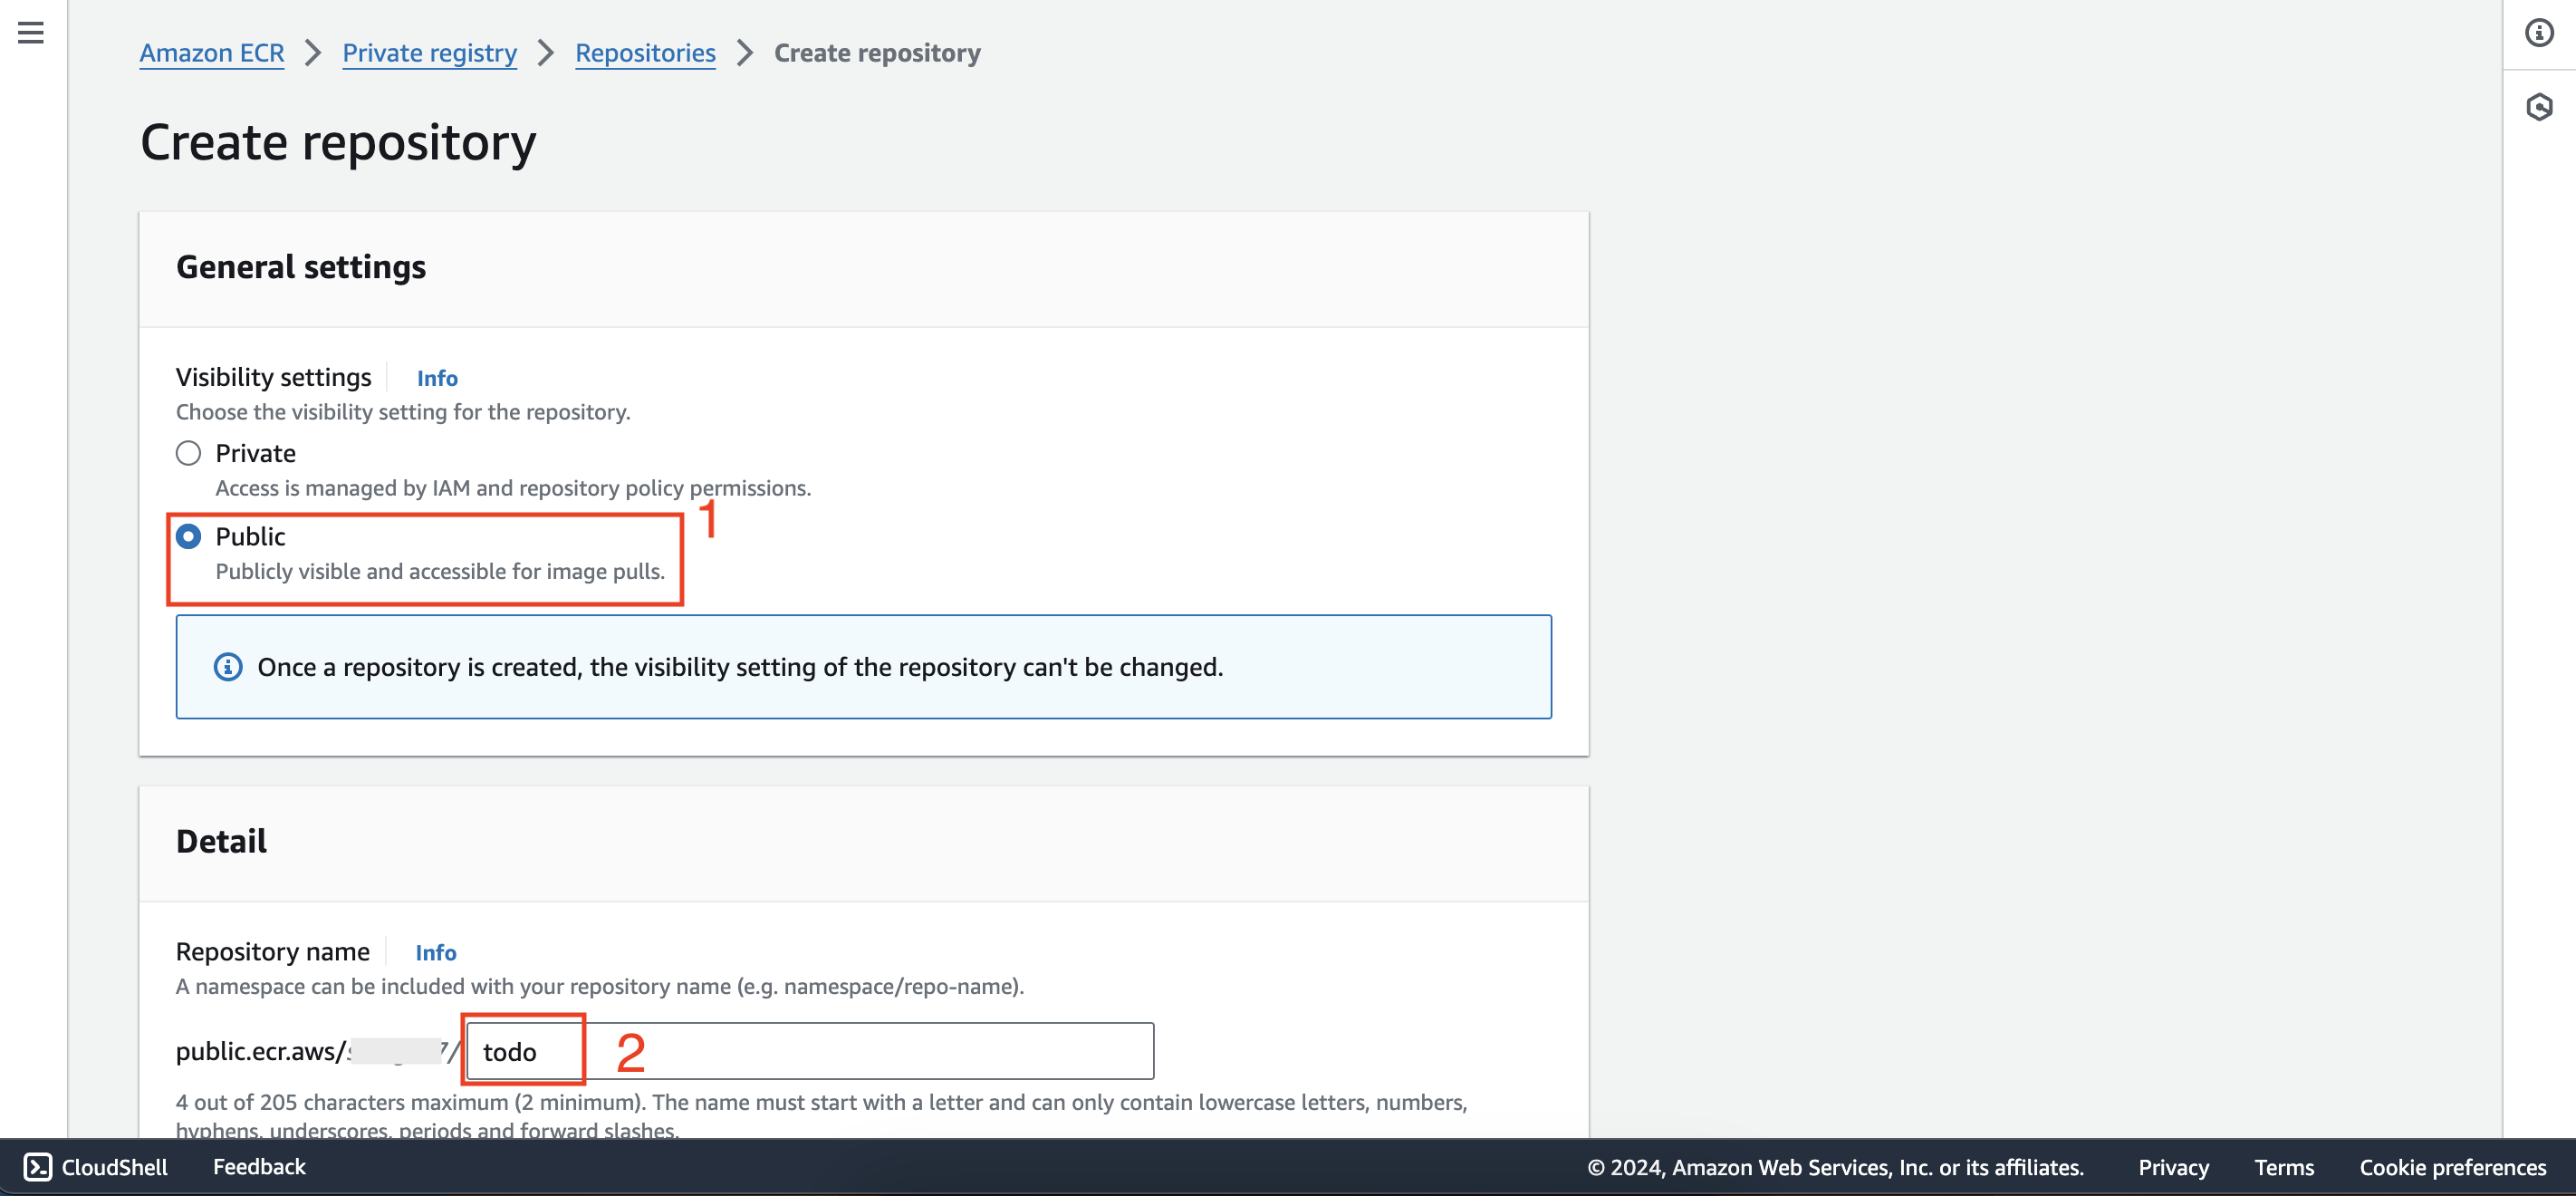 Amazon ECR > Private registry > Repositories > Create repository
Create repository
General settings
Visibility settings Info
Choose the visibility setting for the repository.
Private
Access is managed by IAM and repository policy permissions.
1
Public
Publicly visible and accessible for image pulls.
Once a repository is created, the visibility setting of the repository can't be changed.
Detail
Repository name Info
A namespace can be included with your repository name (e.g. namespace/repo-name).
public.ecr.aws/ / todo 2
4 out of 205 characters maximum (2 minimum). The name must start with a letter and can only contain lowercase letters, numbers,
hyphens, underscores, periods and forward slashes.
CloudShell Feedback © 2024, Amazon Web Services, Inc. or its affiliates. Privacy Terms Cookie preferences